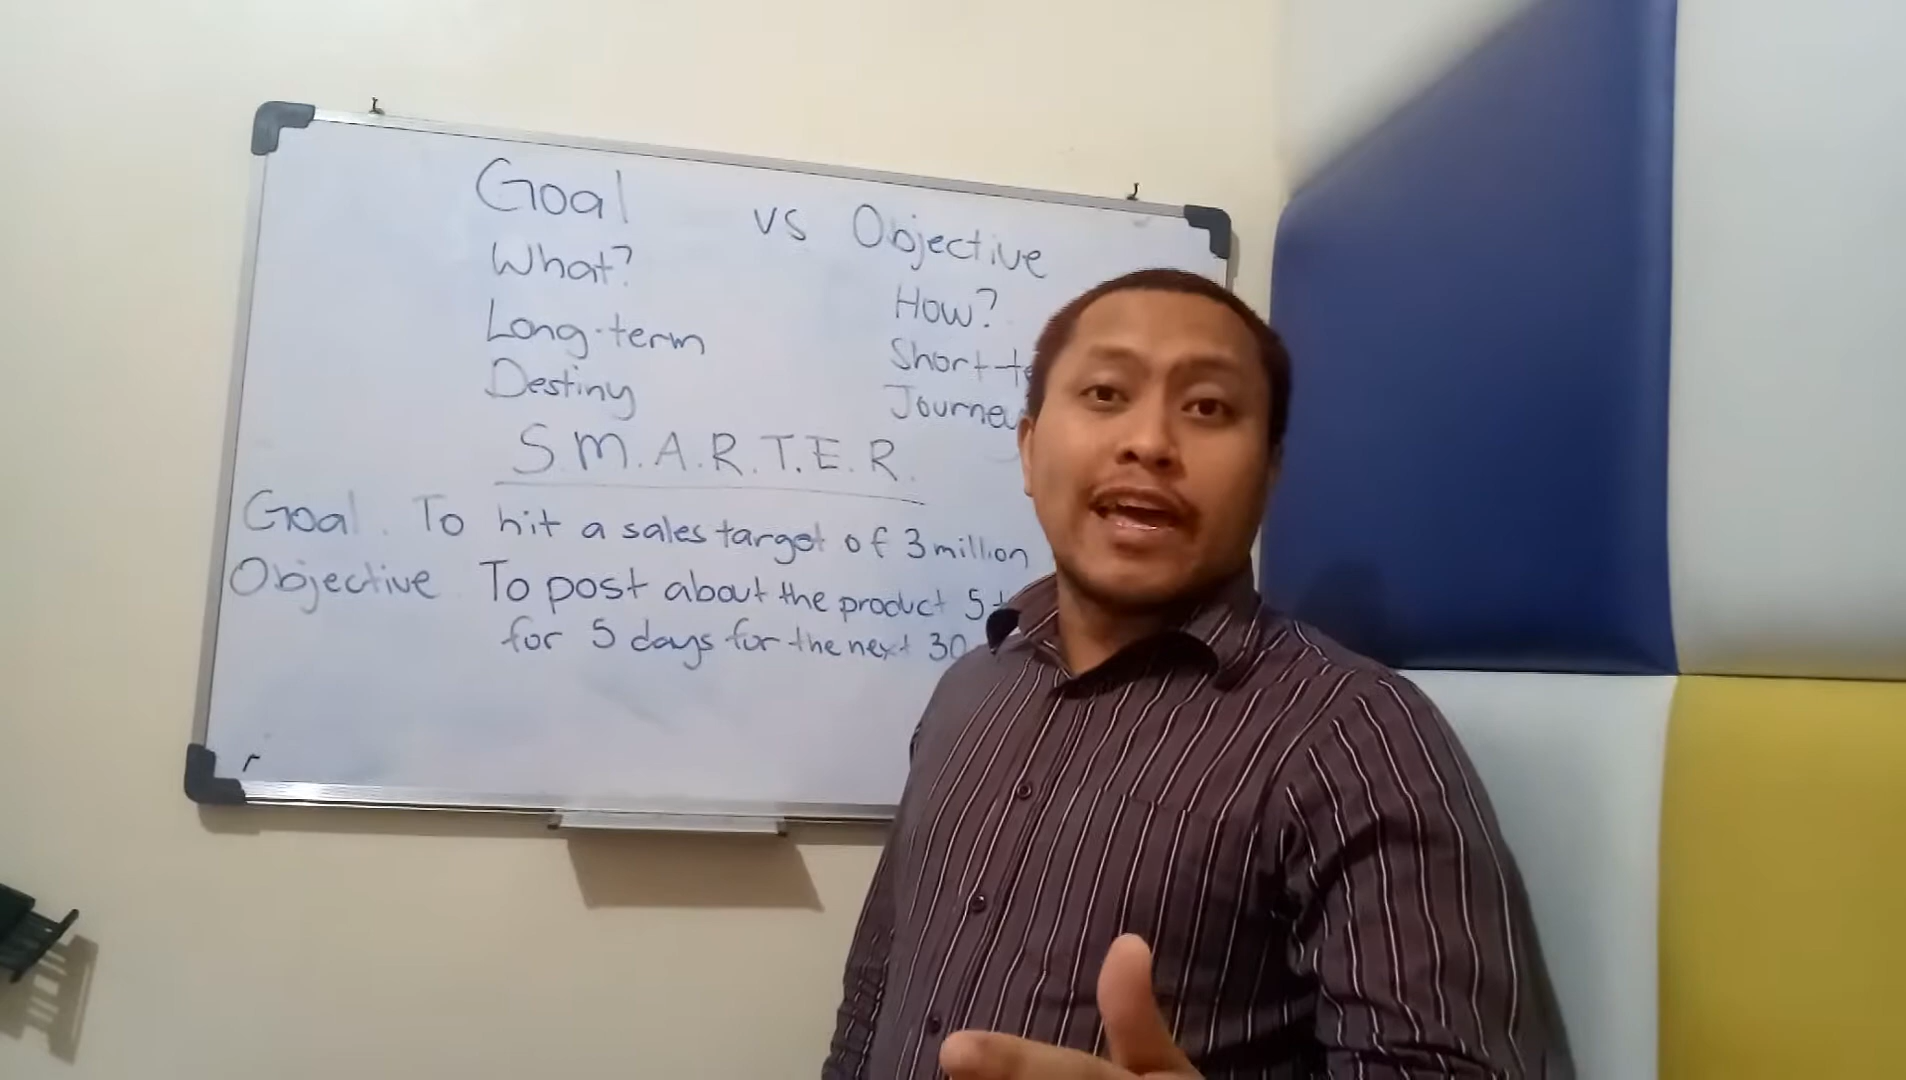 Goal vs Objective
What? How?
Long-term Short-te
Destiny Journey
S.M.A.R.T.E.R.
Goal. To hit a sales target of 3 million
Objective To post about the product 5
for 5 days for the next 30